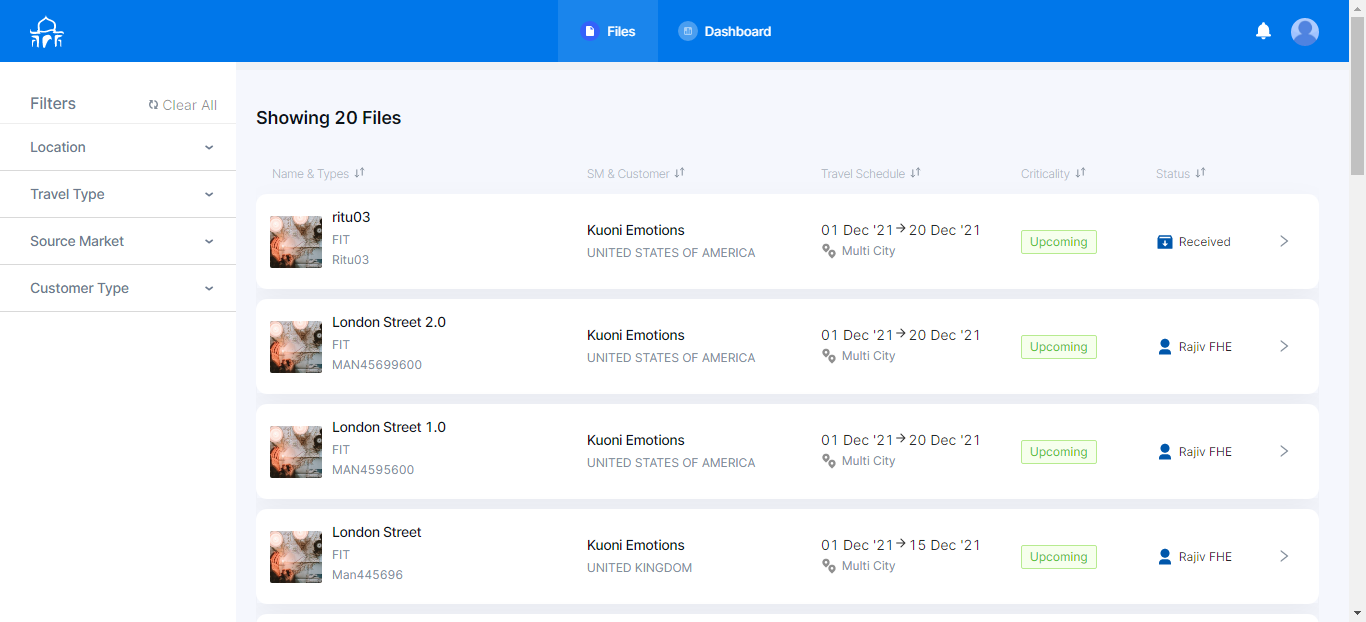 Files
Dashboard
Filters
Clear All
Location
Travel Type
Source Market
Customer Type
Showing 20 Files
Name & Types
SM & Customer
Travel Schedule
Criticality
Status
ritu03
FIT
Ritu03
Kuoni Emotions
UNITED STATES OF AMERICA
01 Dec '21 → 20 Dec '21
Multi City
Upcoming
Received
London Street 2.0
FIT
MAN45699600
Kuoni Emotions
UNITED STATES OF AMERICA
01 Dec '21 → 20 Dec '21
Multi City
Upcoming
Rajiv FHE
London Street 1.0
FIT
MAN4595600
Kuoni Emotions
UNITED STATES OF AMERICA
01 Dec '21 → 20 Dec '21
Multi City
Upcoming
Rajiv FHE
London Street
FIT
Man445696
Kuoni Emotions
UNITED KINGDOM
01 Dec '21 → 15 Dec '21
Multi City
Upcoming
Rajiv FHE